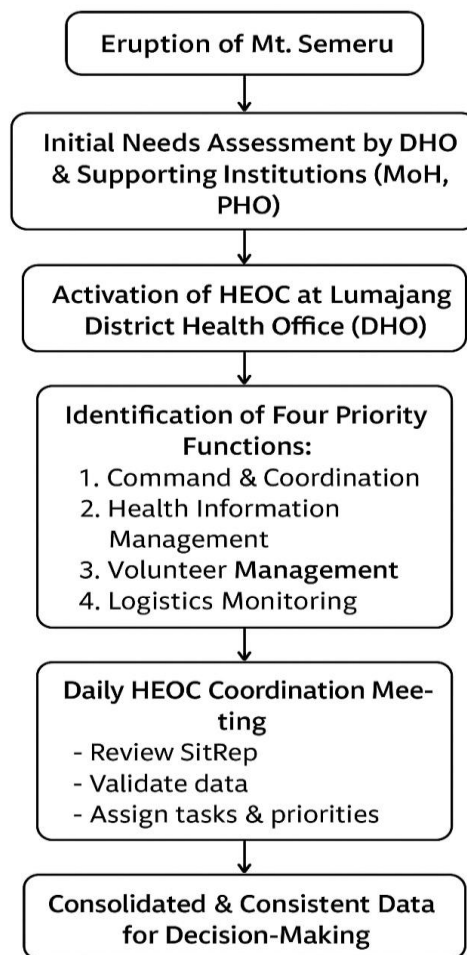 Eruption of Mt. Semeru
Initial Needs Assessment by DHO
& Supporting Institutions (MoH,
PHO)
Activation of HEOC at Lumajang
District Health Office (DHO)
Identification of Four Priority
Functions:
1. Command & Coordination
2. Health Information
Management
3. Volunteer Management
4. Logistics Monitoring
Daily HEOC Coordination Mee-
ting
- Review SitRep
- Validate data
- Assign tasks & priorities
Consolidated & Consistent Data
for Decision-Making